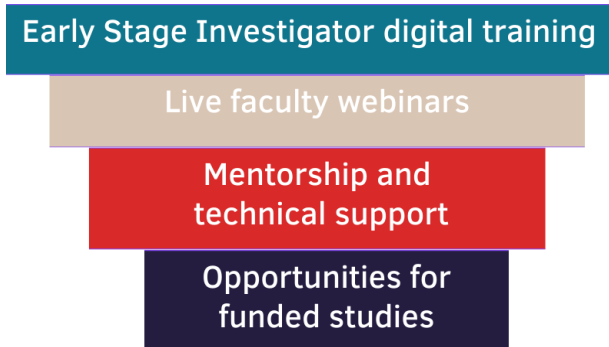 Early Stage Investigator digital training
Live faculty webinars
Mentorship and
technical support
Opportunities for
funded studies